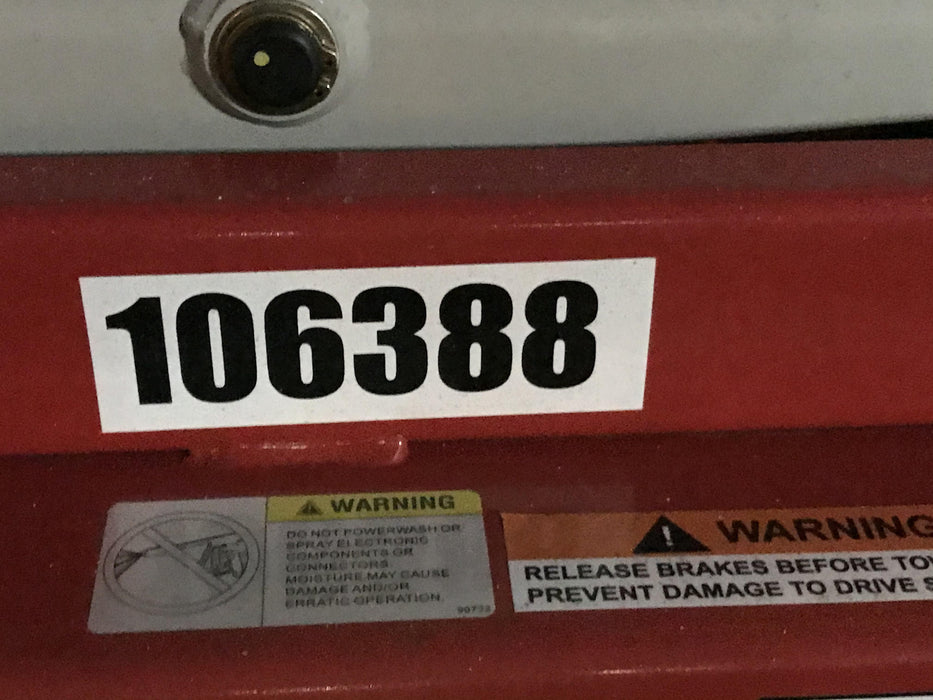 106388
WARNING
DO NOT POWERWASH OR
SPRAY ELECTRONIC
COMPONENTS OR
CONNECTORS
MOISTURE MAY CAUSE
DAMAGE AND/OR
ERRATIC OPERATION.
WARNING
RELEASE BRAKES BEFORE TOW
PREVENT DAMAGE TO DRIVE S